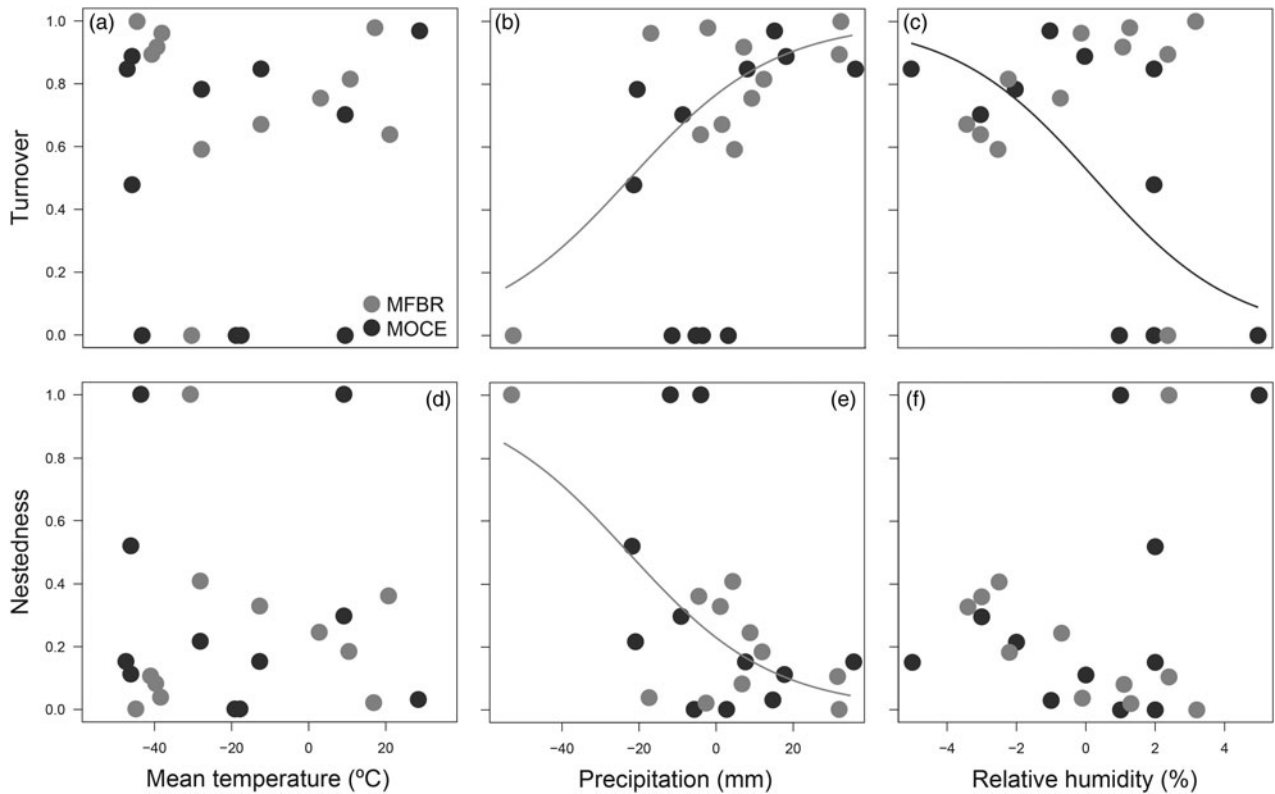 (a) (b) (c)
1.0
0.8
0.6
0.4
0.2
0.0
Turnover
MFBR
MOCE
(d) (e) (f)
1.0
0.8
0.6
0.4
0.2
0.0
Nestedness
−40 −20 0 20 −40 −20 0 20 −4 −2 0 2 4
Mean temperature (ºC) Precipitation (mm) Relative humidity (%)